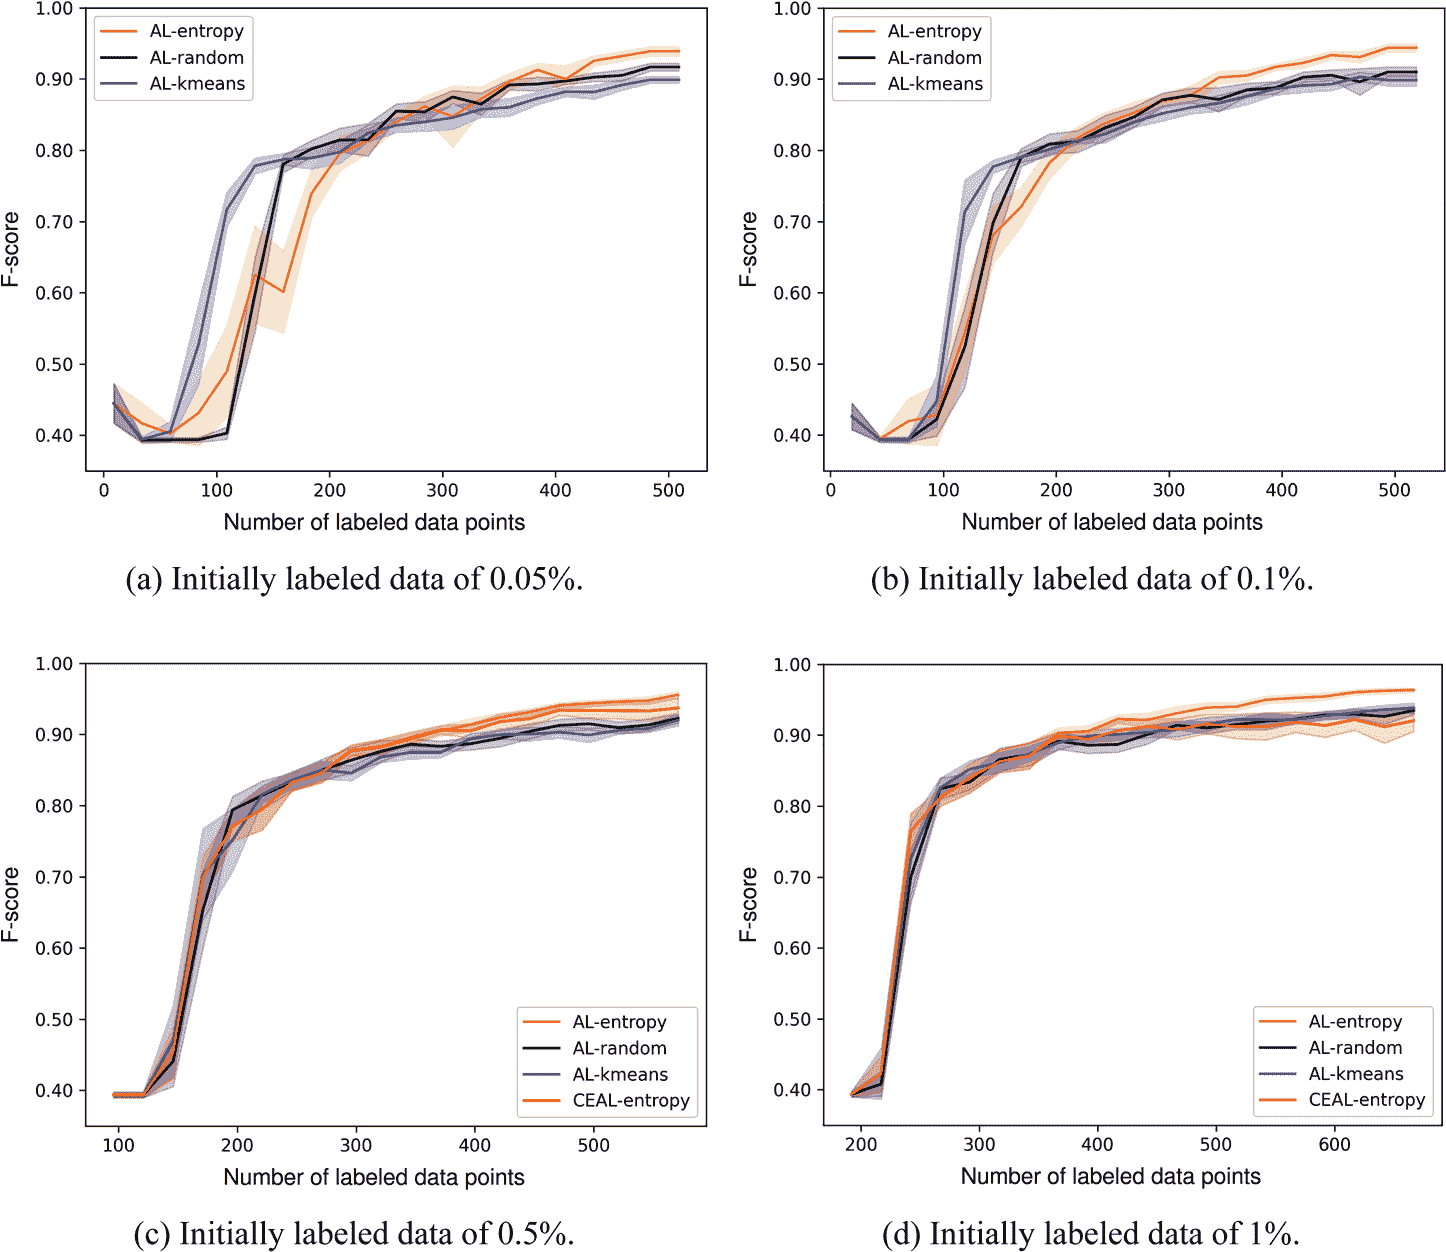 1.00
0.90
0.80
0.70
0.60
0.50
0.40
F-score
AL-entropy
AL-random
AL-kmeans
0
100
200
300
400
500
Number of labeled data points
(a) Initially labeled data of 0.05%.
1.00
0.90
0.80
0.70
0.60
0.50
0.40
F-score
AL-entropy
AL-random
AL-kmeans
0
100
200
300
400
500
Number of labeled data points
(b) Initially labeled data of 0.1%.
1.00
0.90
0.80
0.70
0.60
0.50
0.40
F-score
AL-entropy
AL-random
AL-kmeans
CEAL-entropy
100
200
300
400
500
Number of labeled data points
(c) Initially labeled data of 0.5%.
1.00
0.90
0.80
0.70
0.60
0.50
0.40
F-score
AL-entropy
AL-random
AL-kmeans
CEAL-entropy
200
300
400
500
600
Number of labeled data points
(d) Initially labeled data of 1%.